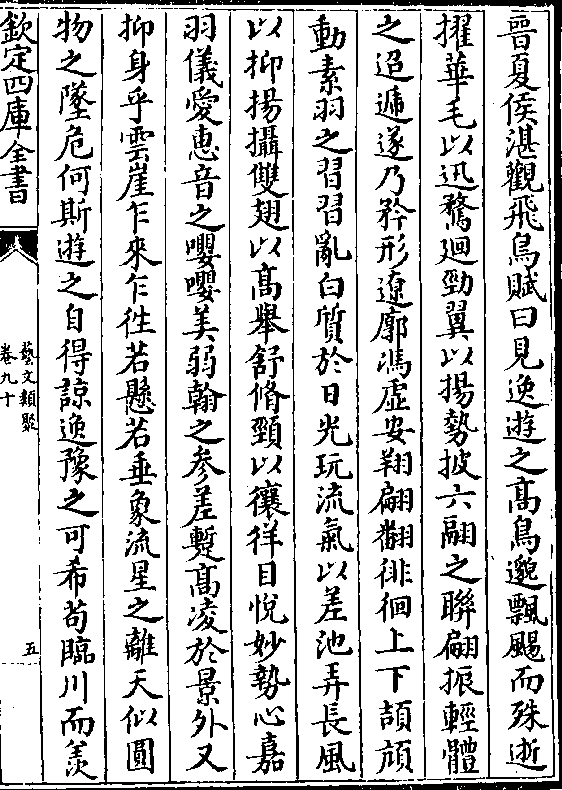 晉夏侯湛觀飛鳥賦曰見逸遊之髙鳥邈飄颺而殊逝
擢華毛以迅騖廻勁翼以揚勢披六翮之聯翩振輕體
之迢遞遂乃矜形遼廓馮虛安翔翩翻徘徊上下頡頏
動素羽之習習亂白質於日光玩流氣以差池弄長風
以抑揚攝雙翅以髙舉舒脩頸以儴徉目悅妙勢心嘉
羽儀愛惠音之嚶嚶美弱翰之參差蹔髙凌於景外又
抑身乎雲崖乍來乍徃若懸若垂象流星之離天似圓
物之墜危何斯遊之自得諒逸豫之可希苟臨川而羡
欽定四庫全書
藝文類聚
卷九十
五